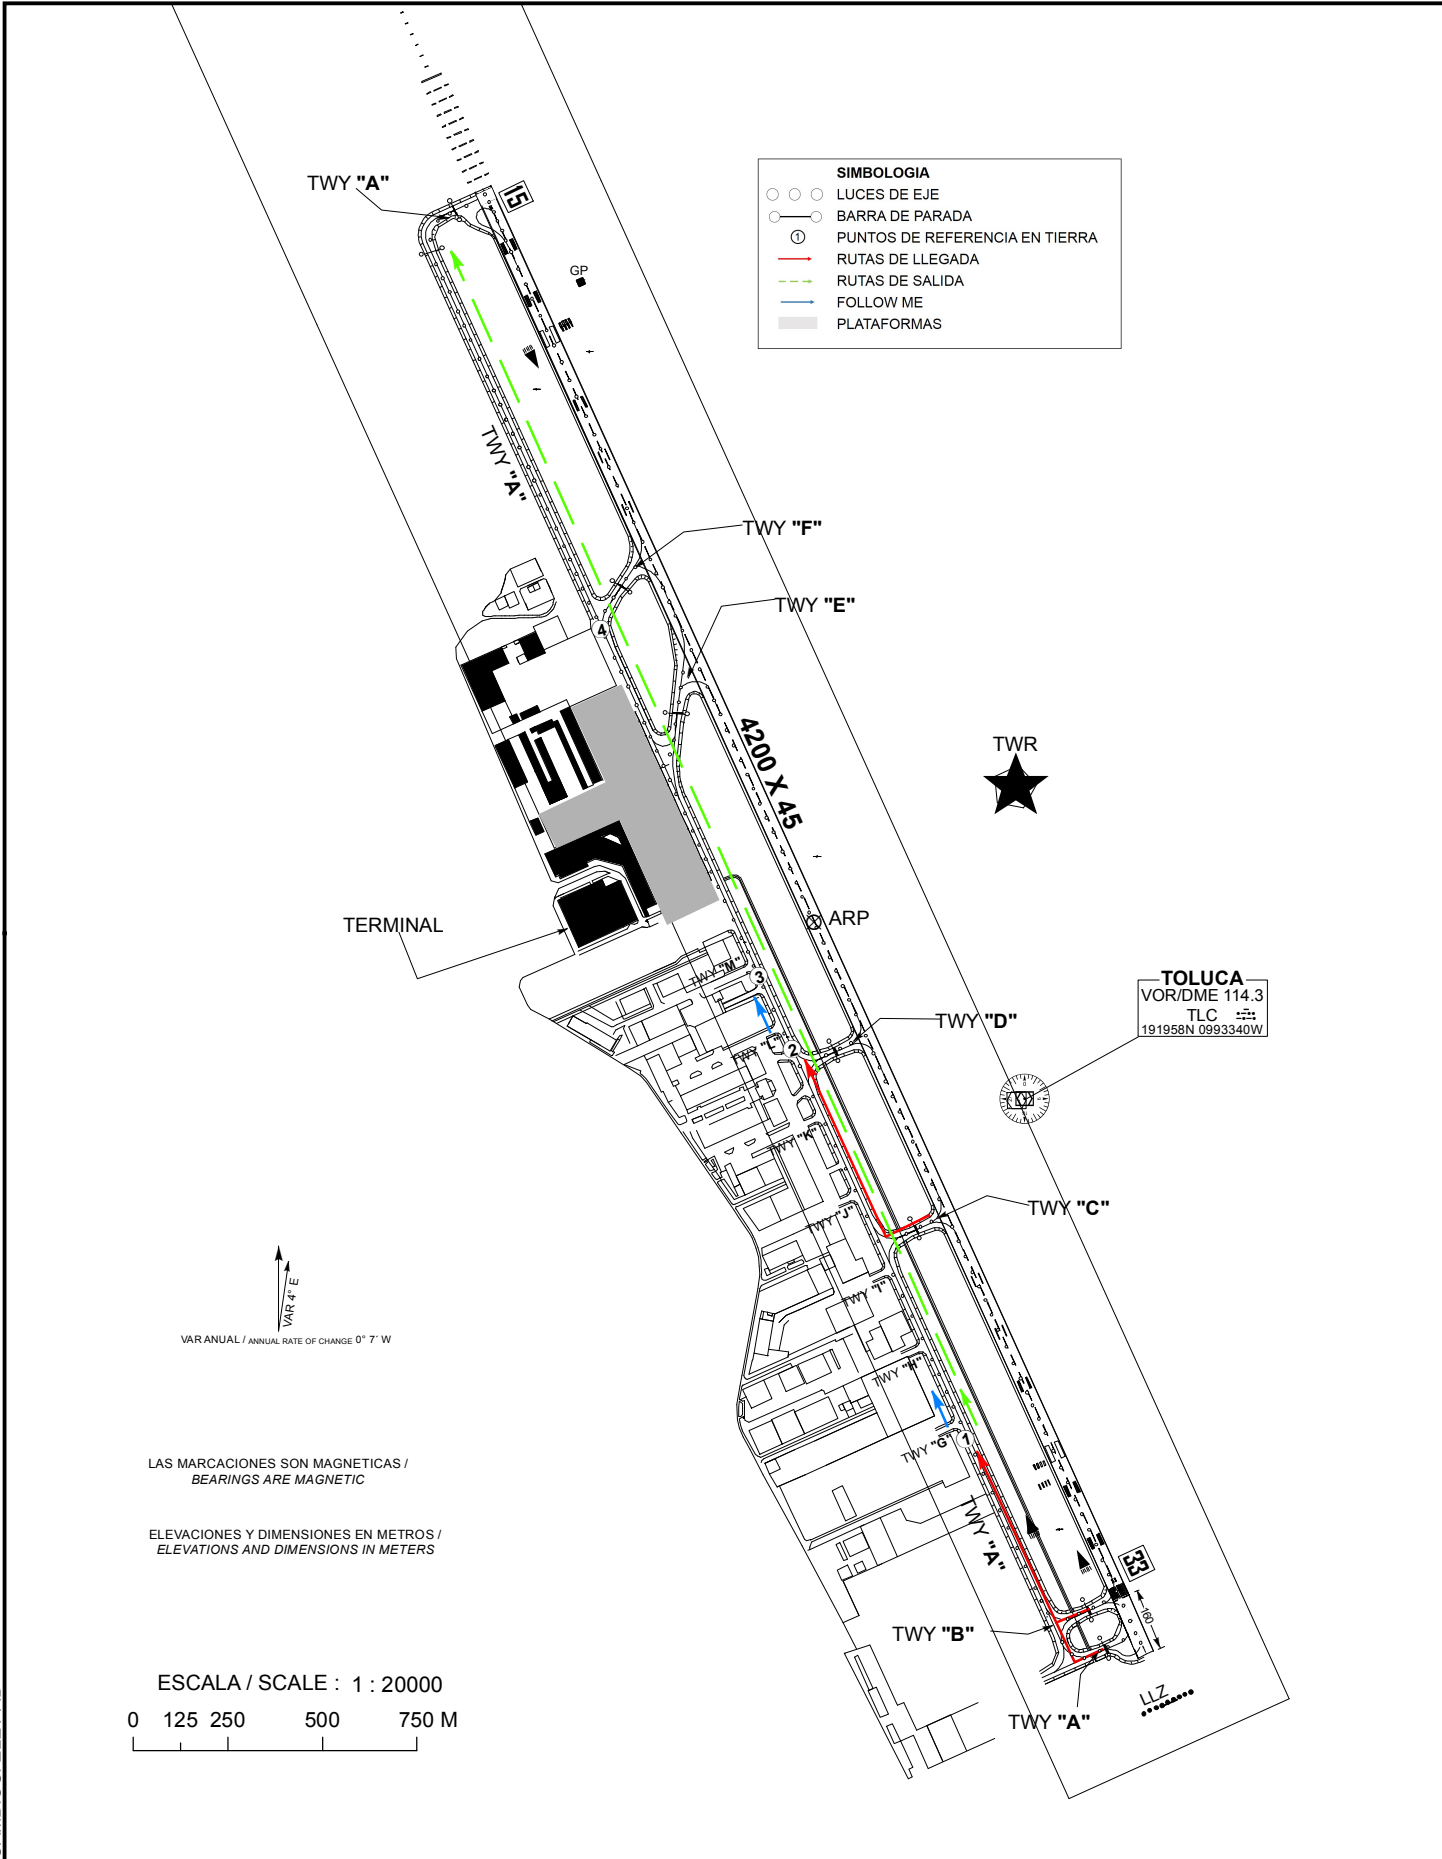 SIMBOLOGIA
LUCES DE EJE
BARRA DE PARADA
1 PUNTOS DE REFERENCIA EN TIERRA
RUTAS DE LLEGADA
RUTAS DE SALIDA
FOLLOW ME
PLATAFORMAS
TWY "A"
15
GP
TWY "A"
TWY "F"
TWY "E"
4
4200 X 45
TWR
TERMINAL
ARP
TWY "M"
3
TOLUCA
VOR/DME 114.3
TLC
191958N 0993340W
TWY "D"
TWY "L"
2
TWY "K"
TWY "C"
TWY "J"
TWY "I"
VAR 4° E
VAR ANUAL / ANNUAL RATE OF CHANGE 0° 7' W
TWY "H"
TWY "G"
1
LAS MARCACIONES SON MAGNETICAS /
BEARINGS ARE MAGNETIC
TWY "A"
ELEVACIONES Y DIMENSIONES EN METROS /
ELEVATIONS AND DIMENSIONS IN METERS
33
160
TWY "B"
LLZ
TWY "A"
ESCALA / SCALE : 1 : 20000
0 125 250 500 750 M